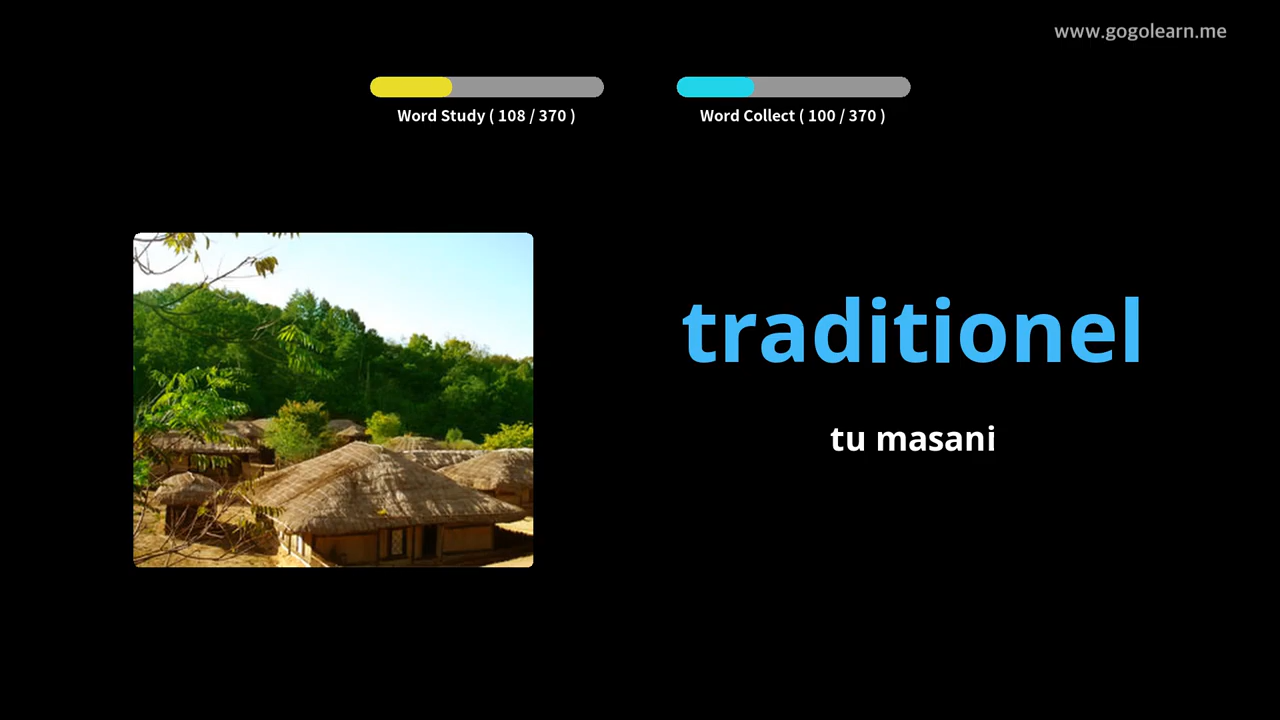 www.gogolearn.me
Word Study ( 108 / 370 )
Word Collect ( 100 / 370 )
traditionel
tu masani